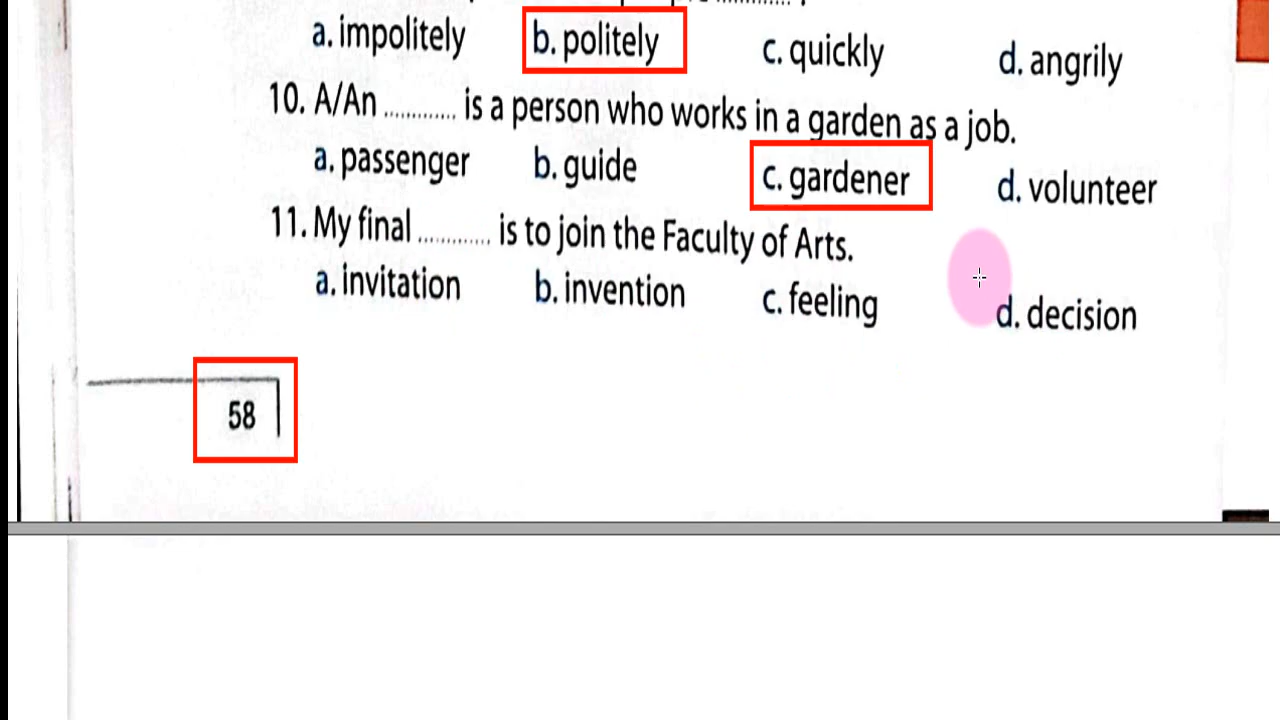 a. impolitely b. politely c. quickly d. angrily
10. A/An ............ is a person who works in a garden as a job.
a. passenger b. guide c. gardener d. volunteer
11. My final ............ is to join the Faculty of Arts.
a. invitation b. invention c. feeling d. decision
58